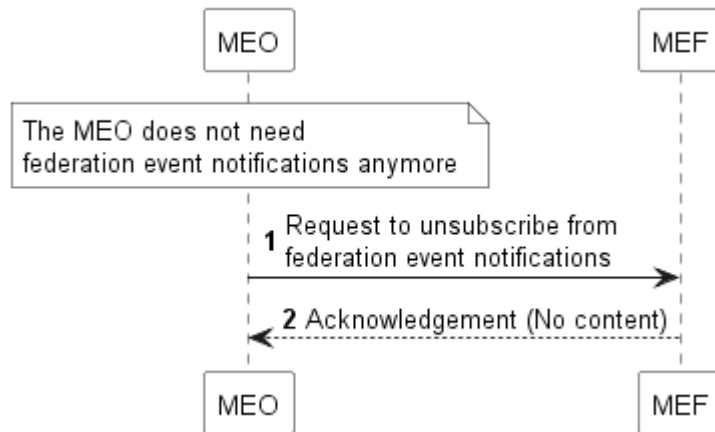 MEO
MEF
The MEO does not need
federation event notifications anymore
1 Request to unsubscribe from
federation event notifications
2 Acknowledgement (No content)
MEO
MEF